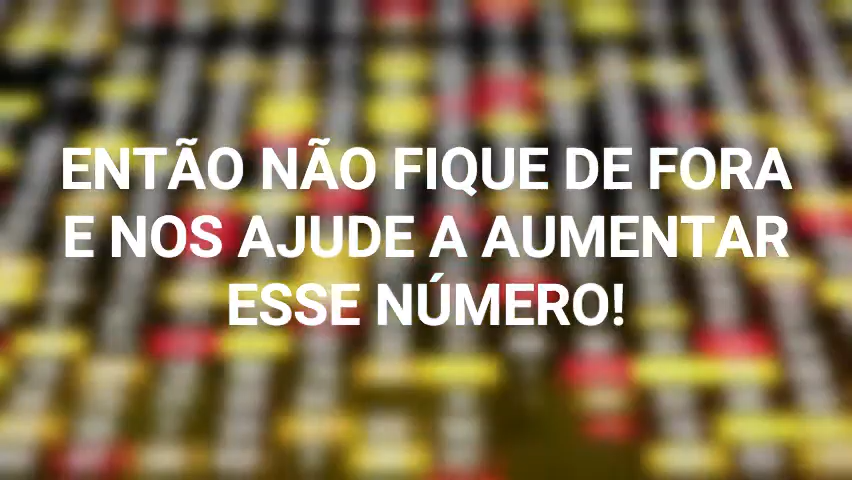 ENTÃO NÃO FIQUE DE FORA
E NOS AJUDE A AUMENTAR
ESSE NÚMERO!